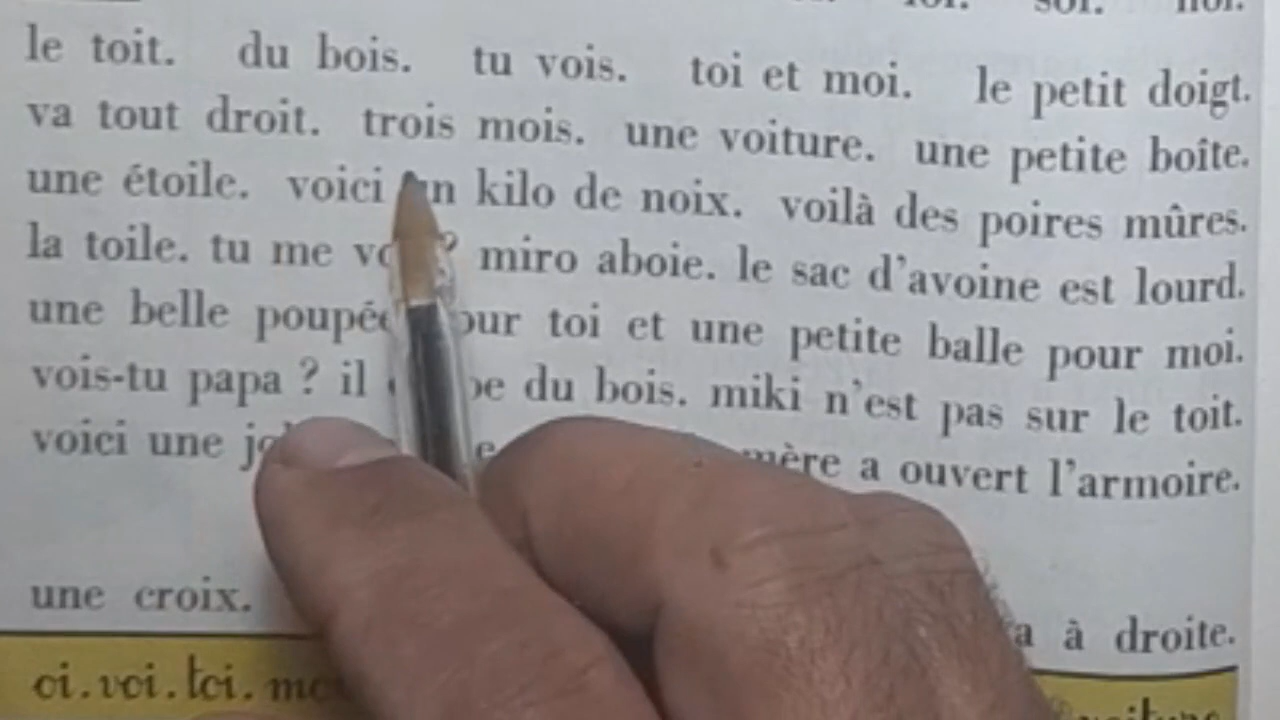 le toit. du bois. tu vois. toi et moi. le petit doigt.
va tout droit. trois mois. une voiture. une petite boîte.
une étoile. voici un kilo de noix. voilà des poires mûres.
la toile. tu me ? miro aboie. le sac d'avoine est lourd.
une belle poupée pour toi et une petite balle pour moi.
vois-tu papa ? il du bois. miki n'est pas sur le toit.
voici une mère a ouvert l'armoire.
une croix. à droite.
oi. voi. toi.